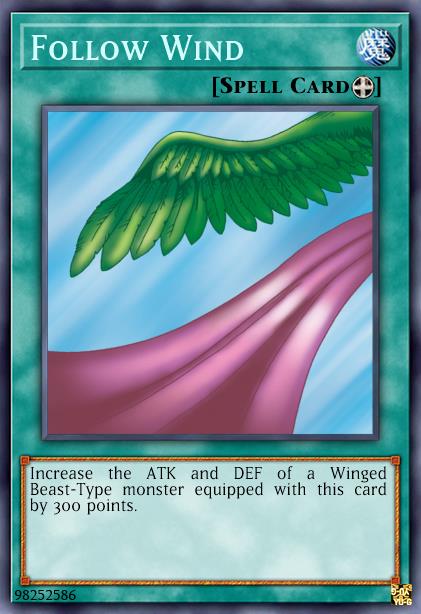 Follow Wind
[Spell Card]
Increase the ATK and DEF of a Winged
Beast-Type monster equipped with this card
by 300 points.
98252586